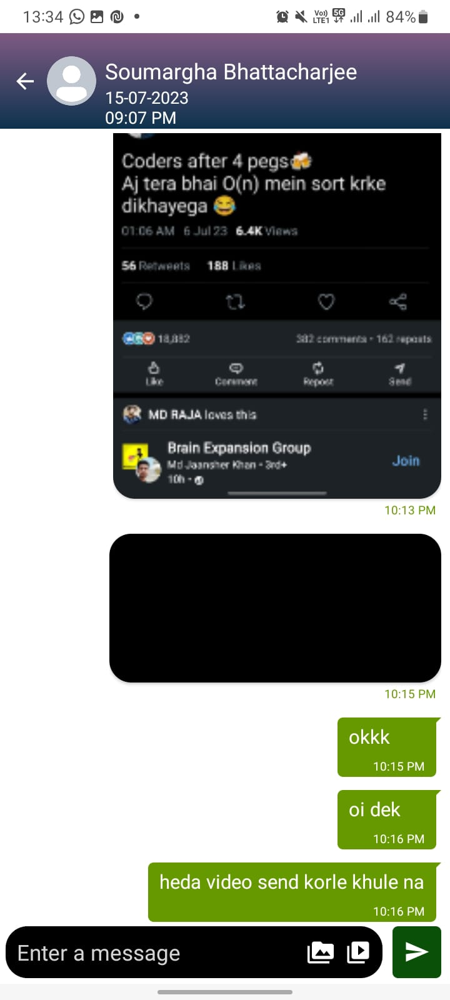 13:34
Vo)) LTE1 5G 84%
Soumargha Bhattacharjee
15-07-2023
09:07 PM
Coders after 4 pegs🍻
Aj tera bhai O(n) mein sort krke
dikhayega 😂
01:06 AM 6 Jul 23 6.4K Views
56 Retweets 188 Likes
18,882 382 comments • 162 reposts
Like Comment Repost Send
MD RAJA loves this
Brain Expansion Group
Md Jaansher Khan • 3rd+
Join
10h •
10:13 PM
10:15 PM
okkk
10:15 PM
oi dek
10:16 PM
heda video send korle khule na
10:16 PM
Enter a message